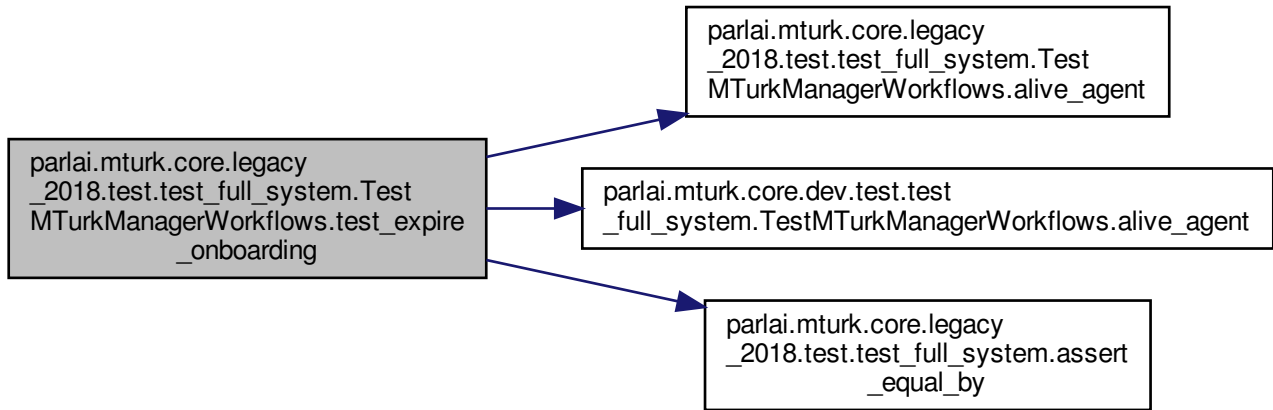 parlai.mturk.core.legacy
_2018.test.test_full_system.Test
MTurkManagerWorkflows.test_expire
_onboarding
parlai.mturk.core.legacy
_2018.test.test_full_system.Test
MTurkManagerWorkflows.alive_agent
parlai.mturk.core.dev.test.test
_full_system.TestMTurkManagerWorkflows.alive_agent
parlai.mturk.core.legacy
_2018.test.test_full_system.assert
_equal_by